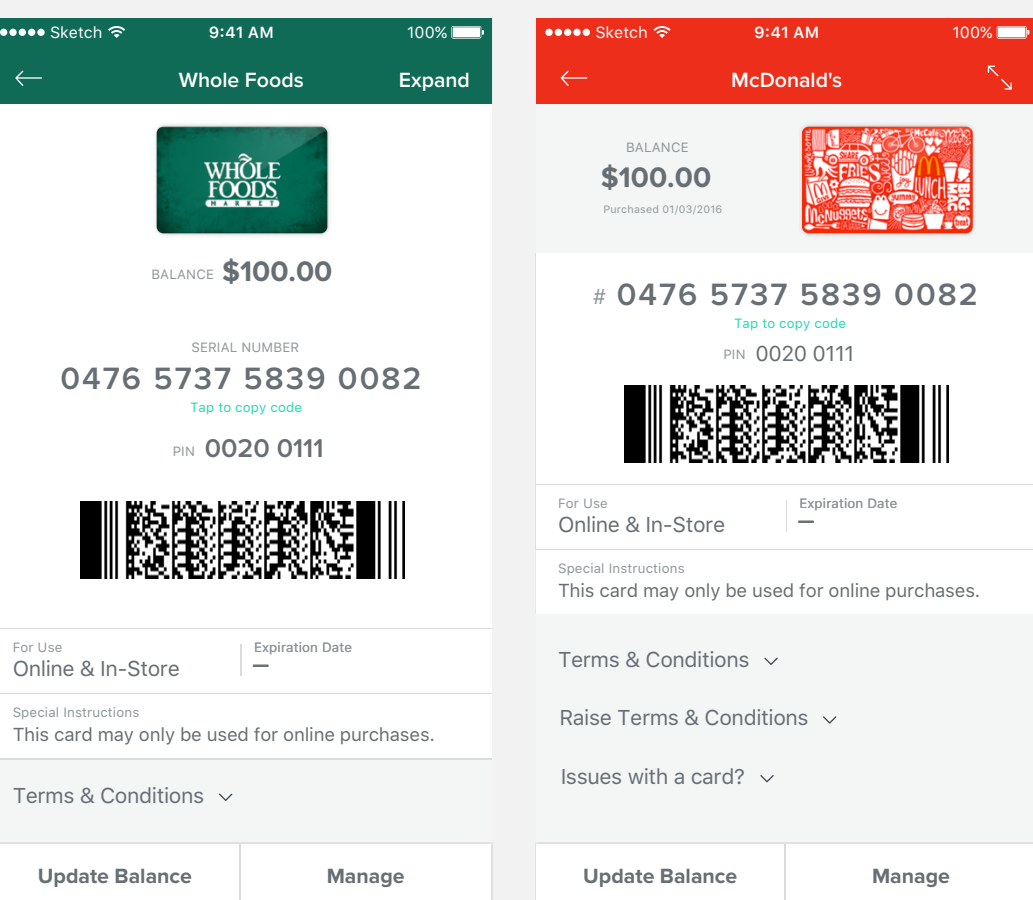 Sketch 9:41 AM 100%
Whole Foods Expand
WHOLE
FOODS
MARKET
BALANCE $100.00
SERIAL NUMBER
0476 5737 5839 0082
Tap to copy code
PIN 0020 0111
For Use Expiration Date
Online & In-Store –
Special Instructions
This card may only be used for online purchases.
Terms & Conditions
Update Balance Manage
Sketch 9:41 AM 100%
McDonald's
BALANCE
$100.00
Purchased 01/03/2016
McCafé
SHARE
FRIES
joy
LUNCH
yummy
McNuggets
BIG
# 0476 5737 5839 0082
Tap to copy code
PIN 0020 0111
For Use Expiration Date
Online & In-Store –
Special Instructions
This card may only be used for online purchases.
Terms & Conditions
Raise Terms & Conditions
Issues with a card?
Update Balance Manage